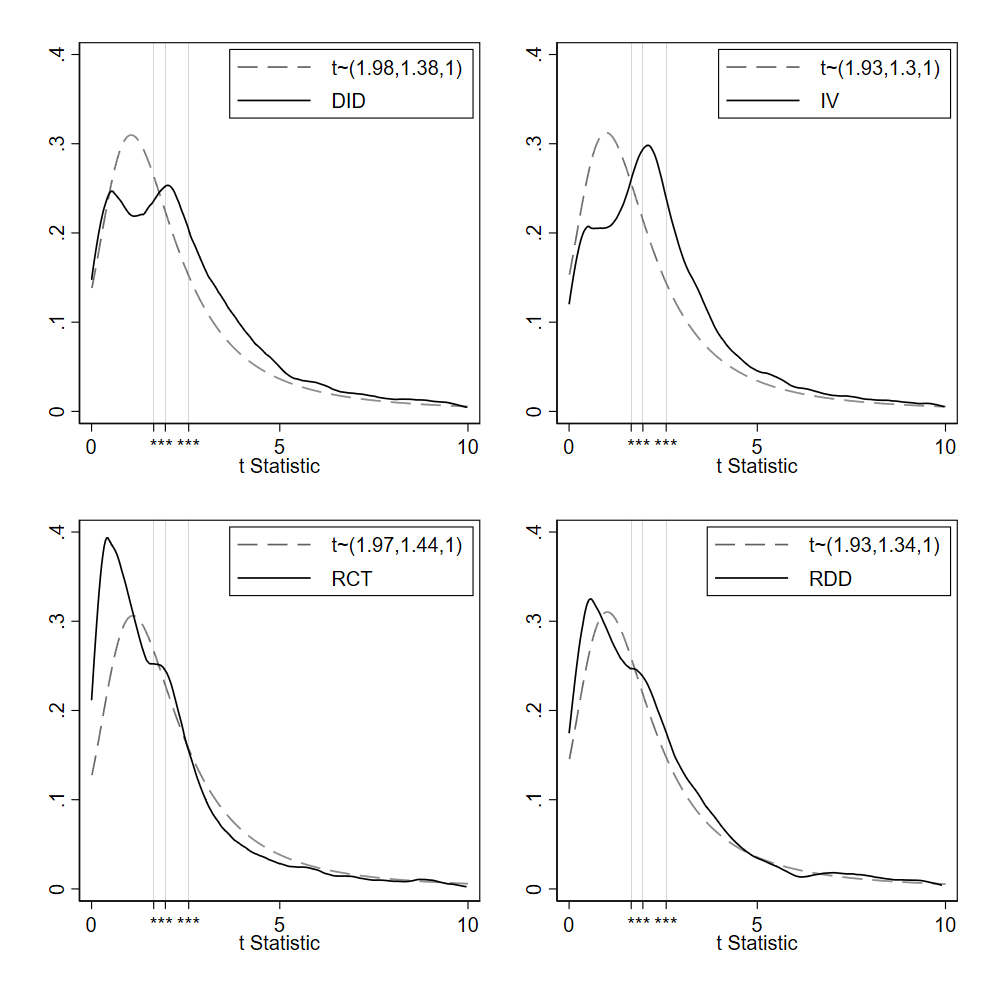 t~(1.98,1.38,1)
DID
.4
.3
.2
.1
0
0 *** *** 5 10
t Statistic
t~(1.93,1.3,1)
IV
.4
.3
.2
.1
0
0 *** *** 5 10
t Statistic
t~(1.97,1.44,1)
RCT
.4
.3
.2
.1
0
0 *** *** 5 10
t Statistic
t~(1.93,1.34,1)
RDD
.4
.3
.2
.1
0
0 *** *** 5 10
t Statistic